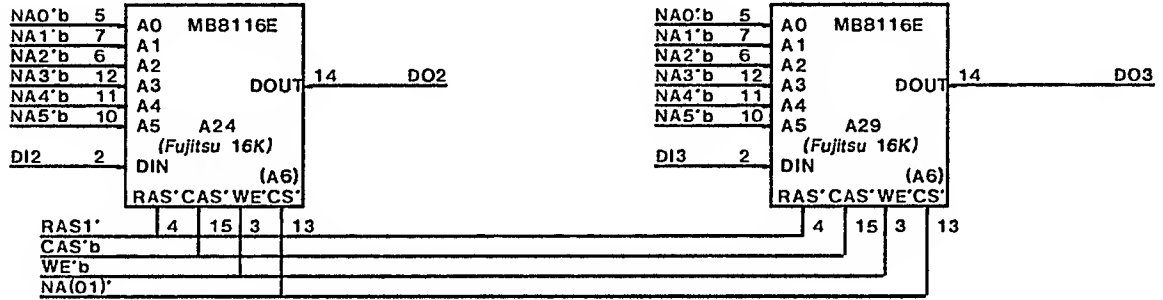 NA0'b 5 A0 MB8116E
NA1'b 7 A1
NA2'b 6 A2
NA3'b 12 A3 DOUT 14 DO2
NA4'b 11 A4
NA5'b 10 A5 A24
(Fujitsu 16K)
DI2 2 DIN
(A6)
RAS' CAS' WE' CS'
4 15 3 13
NA0'b 5 A0 MB8116E
NA1'b 7 A1
NA2'b 6 A2
NA3'b 12 A3 DOUT 14 DO3
NA4'b 11 A4
NA5'b 10 A5 A29
(Fujitsu 16K)
DI3 2 DIN
(A6)
RAS' CAS' WE' CS'
4 15 3 13
RAS1'
CAS'b
WE'b
NA(01)'